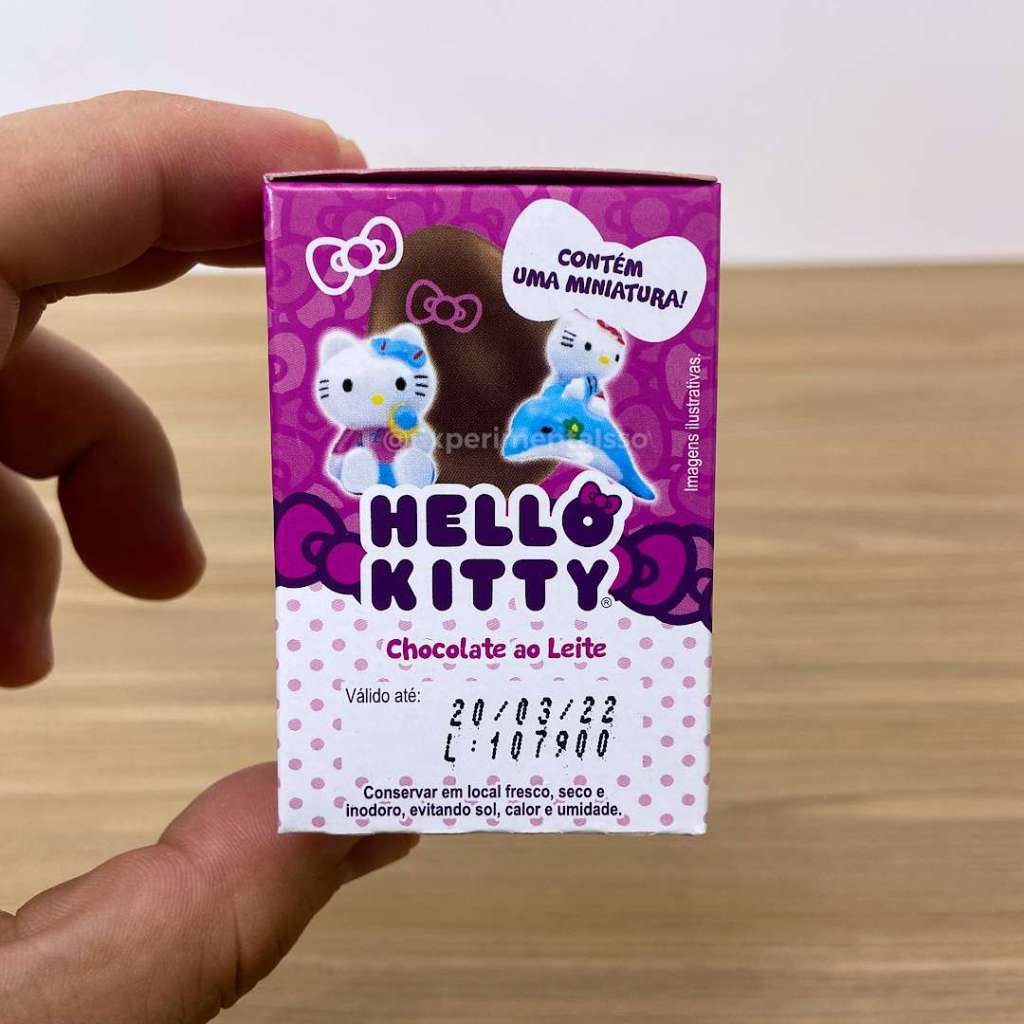 CONTÉM
UMA MINIATURA!
Imagens ilustrativas.
HELLO
KITTY®
Chocolate ao Leite
Válido até:
20/03/22
L:107900
Conservar em local fresco, seco e
inodoro, evitando sol, calor e umidade.